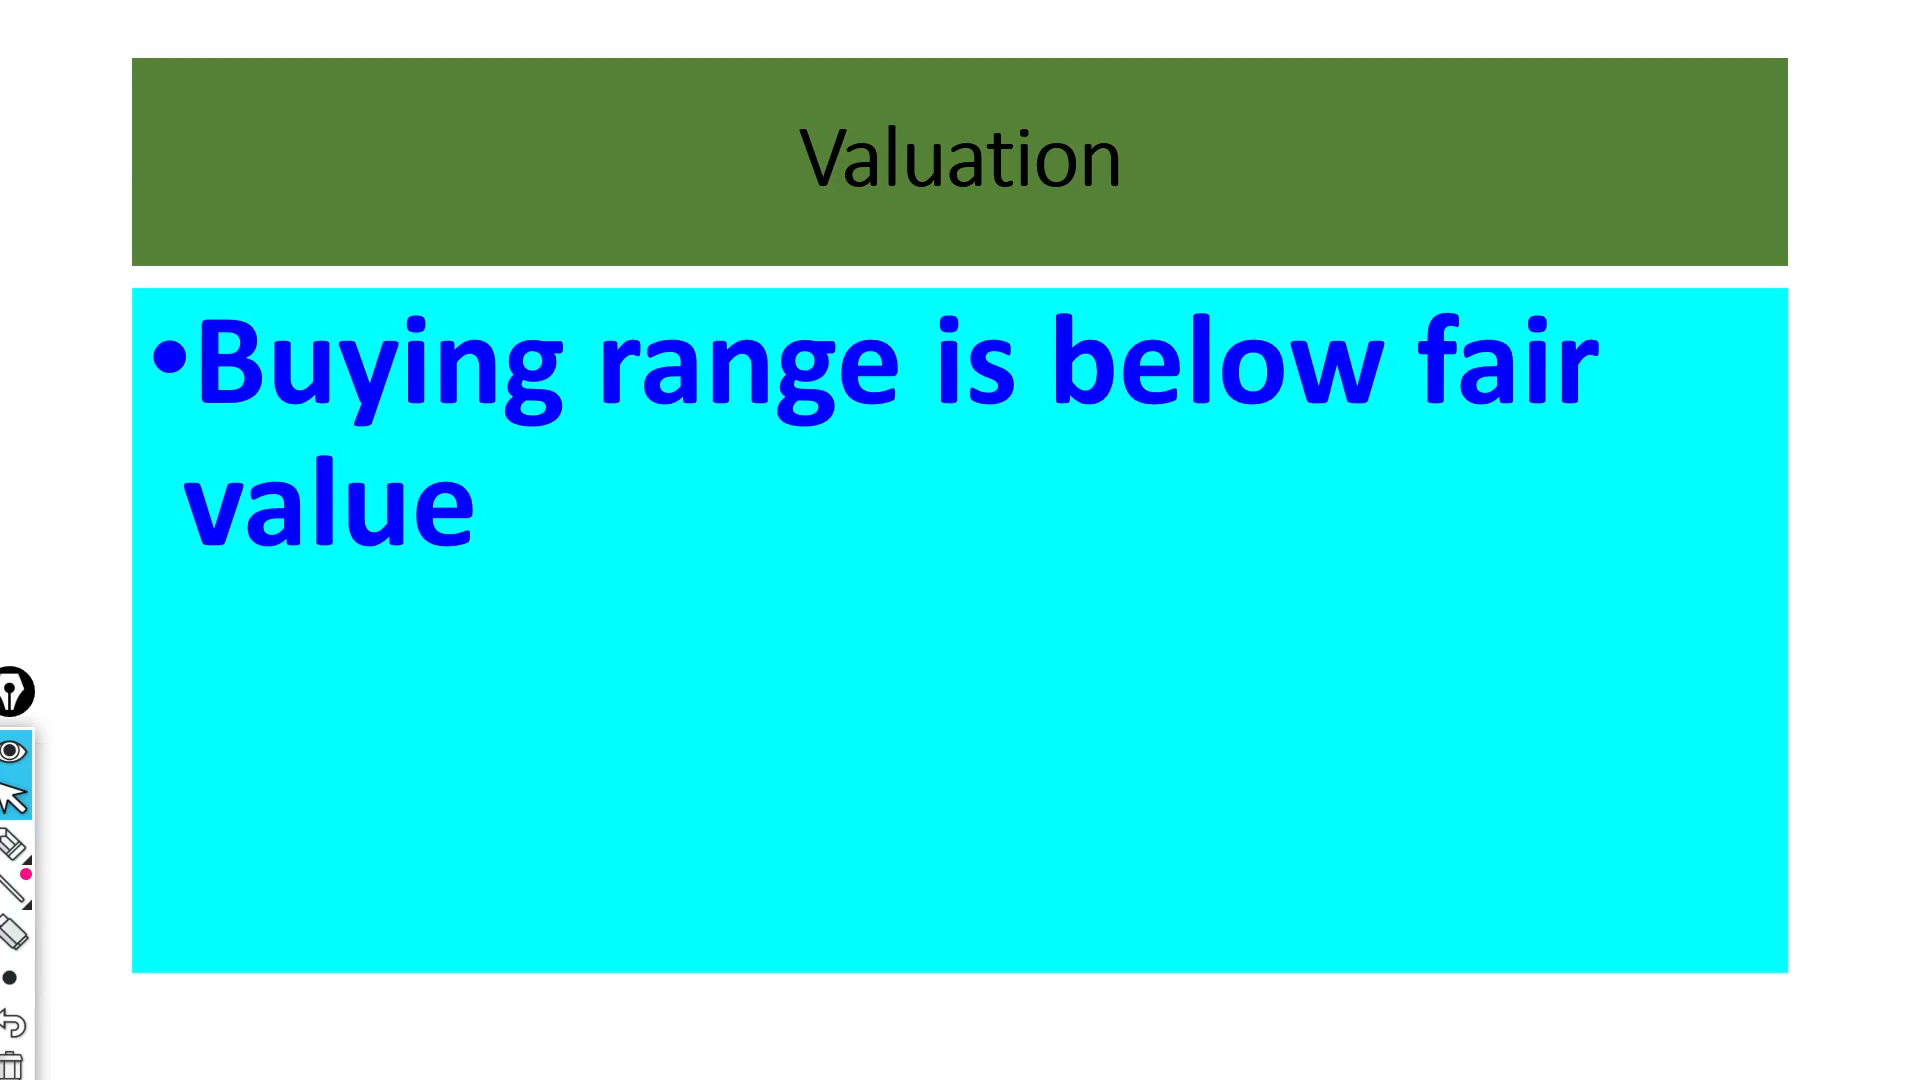 Valuation
•Buying range is below fair
value